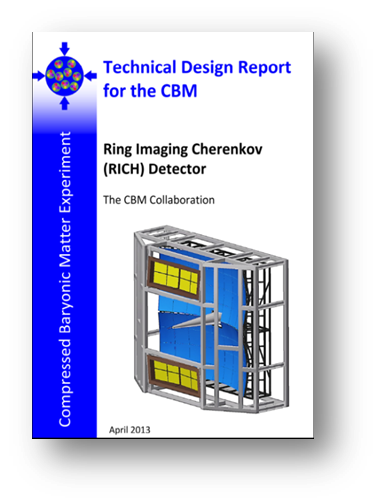 Technical Design Report
for the CBM
Ring Imaging Cherenkov
(RICH) Detector
The CBM Collaboration
Compressed Baryonic Matter Experiment
April 2013